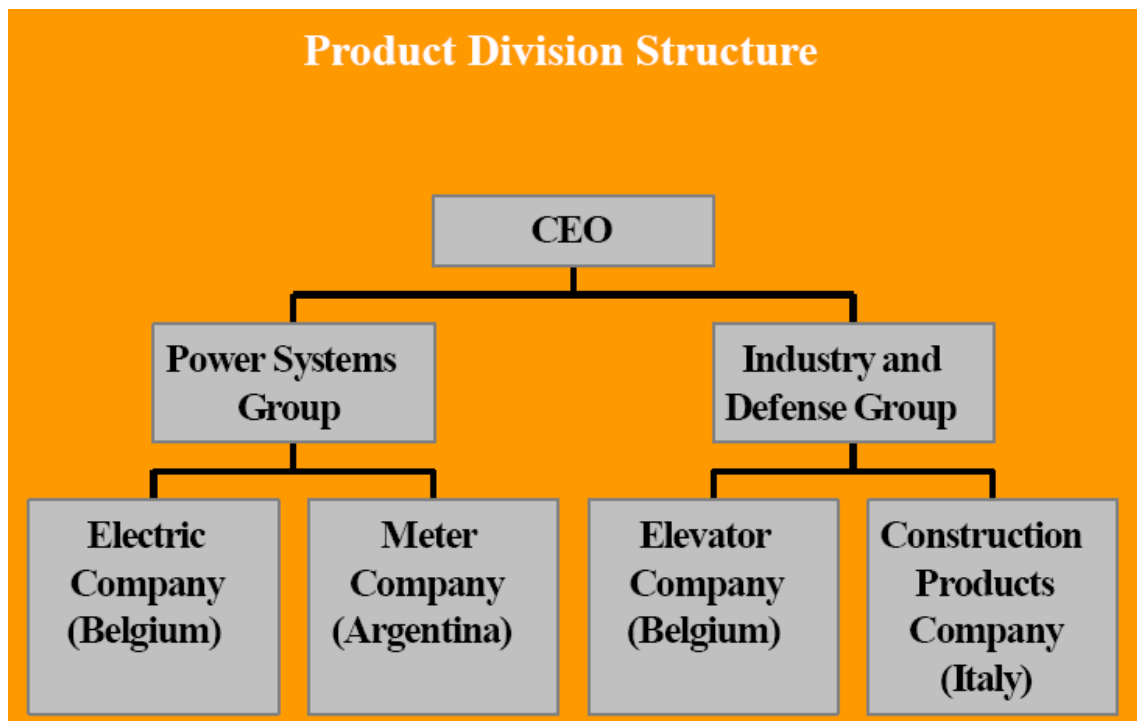 Product Division Structure
CEO
Power Systems
Group
Industry and
Defense Group
Electric
Company
(Belgium)
Meter
Company
(Argentina)
Elevator
Company
(Belgium)
Construction
Products
Company
(Italy)